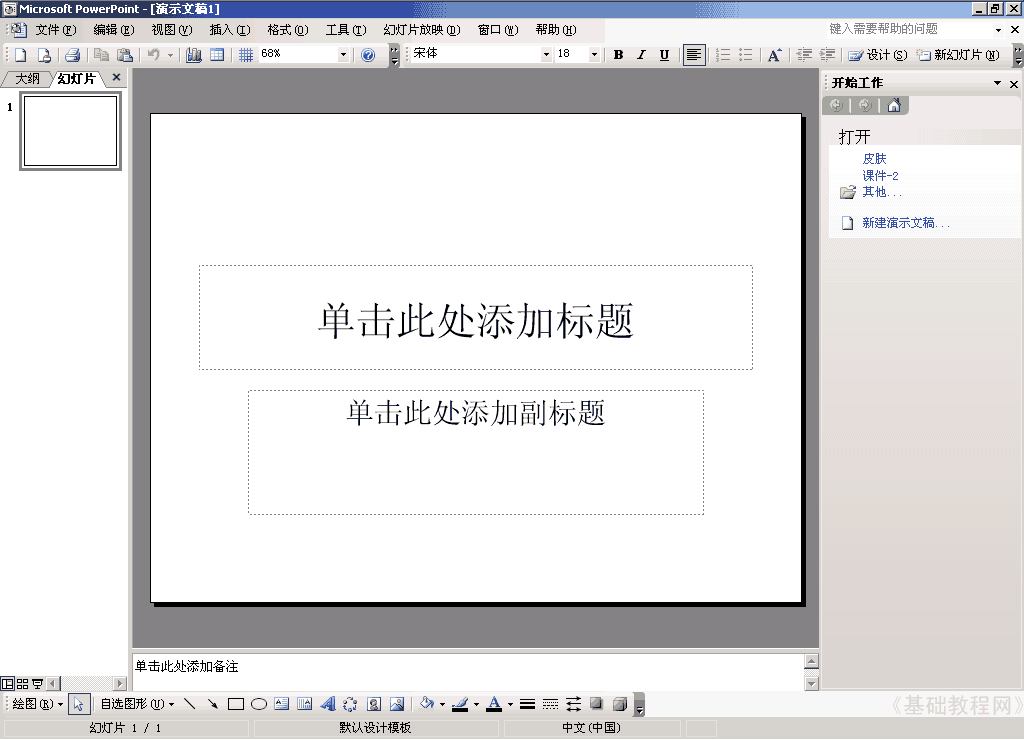 Microsoft PowerPoint - [演示文稿1]
文件(F) 编辑(E) 视图(V) 插入(I) 格式(O) 工具(T) 幻灯片放映(D) 窗口(W) 帮助(H) 键入需要帮助的问题
68% 宋体 18 B I U A 设计(S) 新幻灯片(N)
大纲 幻灯片
开始工作
1
打开
皮肤
课件-2
其他...
新建演示文稿...
单击此处添加标题
单击此处添加副标题
单击此处添加备注
绘图(R) 自选图形(U) A
《基础教程网》
幻灯片 1 / 1 默认设计模板 中文(中国)